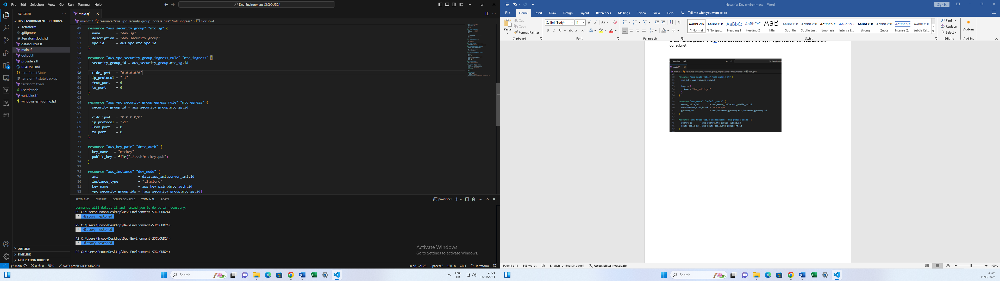 File Edit Selection View Go Run Terminal Help
Dev-Environment-SJCLOUD24
EXPLORER
DEV-ENVIRONMENT-SJCLOUD24
.terraform
.gitignore
.terraform.lock.hcl
datasources.tf
main.tf
output.tf
providers.tf
README.md
terraform.tfstate
terraform.tfstate.backup
terraform.tfvars
userdata.sh
variables.tf
windows-ssh-config.tpl
aws
OUTLINE
TIMELINE
APPLICATION BUILDER
main.tf
main.tf > resource "aws_vpc_security_group_ingress_rule" "mtc_ingress" > cidr_ipv4
49 resource "aws_security_group" "mtc_sg" {
50 name = "dev_sg"
51 description = "dev security group"
52 vpc_id = aws_vpc.mtc_vpc.id
53 }
54
55 resource "aws_vpc_security_group_ingress_rule" "mtc_ingress" {
56 security_group_id = aws_security_group.mtc_sg.id
57
58 cidr_ipv4 = "0.0.0.0/0"
59 ip_protocol = "-1"
60 from_port = 0
61 to_port = 0
62 }
63
64 resource "aws_vpc_security_group_egress_rule" "mtc_egress" {
65 security_group_id = aws_security_group.mtc_sg.id
66
67 cidr_ipv4 = "0.0.0.0/0"
68 ip_protocol = "-1"
69 from_port = 0
70 to_port = 0
71 }
72
73 resource "aws_key_pair" "dmtc_auth" {
74 key_name = "mtckey"
75 public_key = file("~/.ssh/mtckey.pub")
76 }
77
78 resource "aws_instance" "dev_node" {
79 ami = data.aws_ami.server_ami.id
80 instance_type = "t2.micro"
81 key_name = aws_key_pair.dmtc_auth.id
82 vpc_security_group_ids = [aws_security_group.mtc_sg.id]
PROBLEMS OUTPUT DEBUG CONSOLE TERMINAL PORTS
powershell
commands will detect it and remind you to do so if necessary.
PS C:\Users\Brooo\Desktop\Dev-Environment-SJCLOUD24>
* History restored
PS C:\Users\Brooo\Desktop\Dev-Environment-SJCLOUD24>
* History restored
PS C:\Users\Brooo\Desktop\Dev-Environment-SJCLOUD24>
* History restored
PS C:\Users\Brooo\Desktop\Dev-Environment-SJCLOUD24>
Activate Windows
Go to Settings to activate Windows.
main 0 0 0 AWS: profile:SJCLOUD2024
Ln 58, Col 28 Spaces: 2 UTF-8 CRLF {} Terraform
Search
ENG
UK
21:04
14/11/2024
Notes for Dev environment - Word
Sign in
File Home Insert Draw Design Layout References Mailings Review View Help Tell me what you want to do
Paste
Cut
Copy
Format Painter
Clipboard
Calibri (Body) 11
Font
Paragraph
¶ Normal ¶ No Spac... Heading 1 Heading 2 Title Subtitle Subtle Em... Emphasis Intense E... Strong Quote Intense Q... Subtle Ref...
Styles
Find
Replace
Select
Editing
Add-ins
Add-ins
to the internet gateway and an route association table to bridge the gap between our route table and
our subnet.
Terminal Help
main.tf
main.tf > resource "aws_vpc_security_group_ingress_rule" "mtc_ingress" > cidr_ipv4
30 resource "aws_route_table" "mtc_public_rt" {
31 vpc_id = aws_vpc.mtc_vpc.id
32
33 tags = {
34 Name = "dev_public_rt"
35 }
36 }
37
38 resource "aws_route" "default_route" {
39 route_table_id = aws_route_table.mtc_public_rt.id
40 destination_cidr_block = "0.0.0.0/0"
41 gateway_id = aws_internet_gateway.mtc_internet_gateway.id
42 }
43
44 resource "aws_route_table_association" "mtc_public_assoc" {
45 subnet_id = aws_subnet.mtc_public_subnet.id
46 route_table_id = aws_route_table.mtc_public_rt.id
47 }
Page 4 of 4 393 words English (United Kingdom) Accessibility: Investigate
100%
Search
21:04
14/11/2024